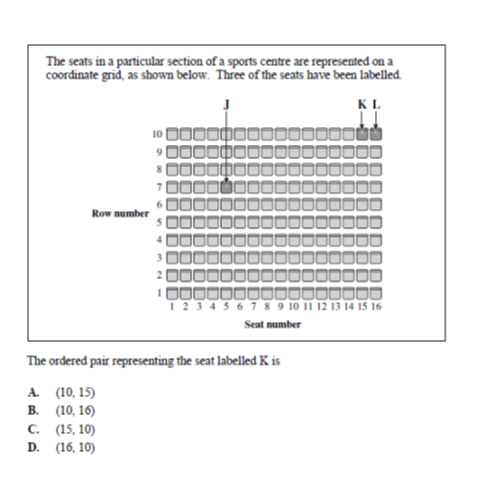 The seats in a particular section of a sports centre are represented on a
coordinate grid, as shown below. Three of the seats have been labelled.
J K L
10
9
8
7
6
Row number
5
4
3
2
1
1 2 3 4 5 6 7 8 9 10 11 12 13 14 15 16
Seat number
The ordered pair representing the seat labelled K is
A. (10, 15)
B. (10, 16)
C. (15, 10)
D. (16, 10)